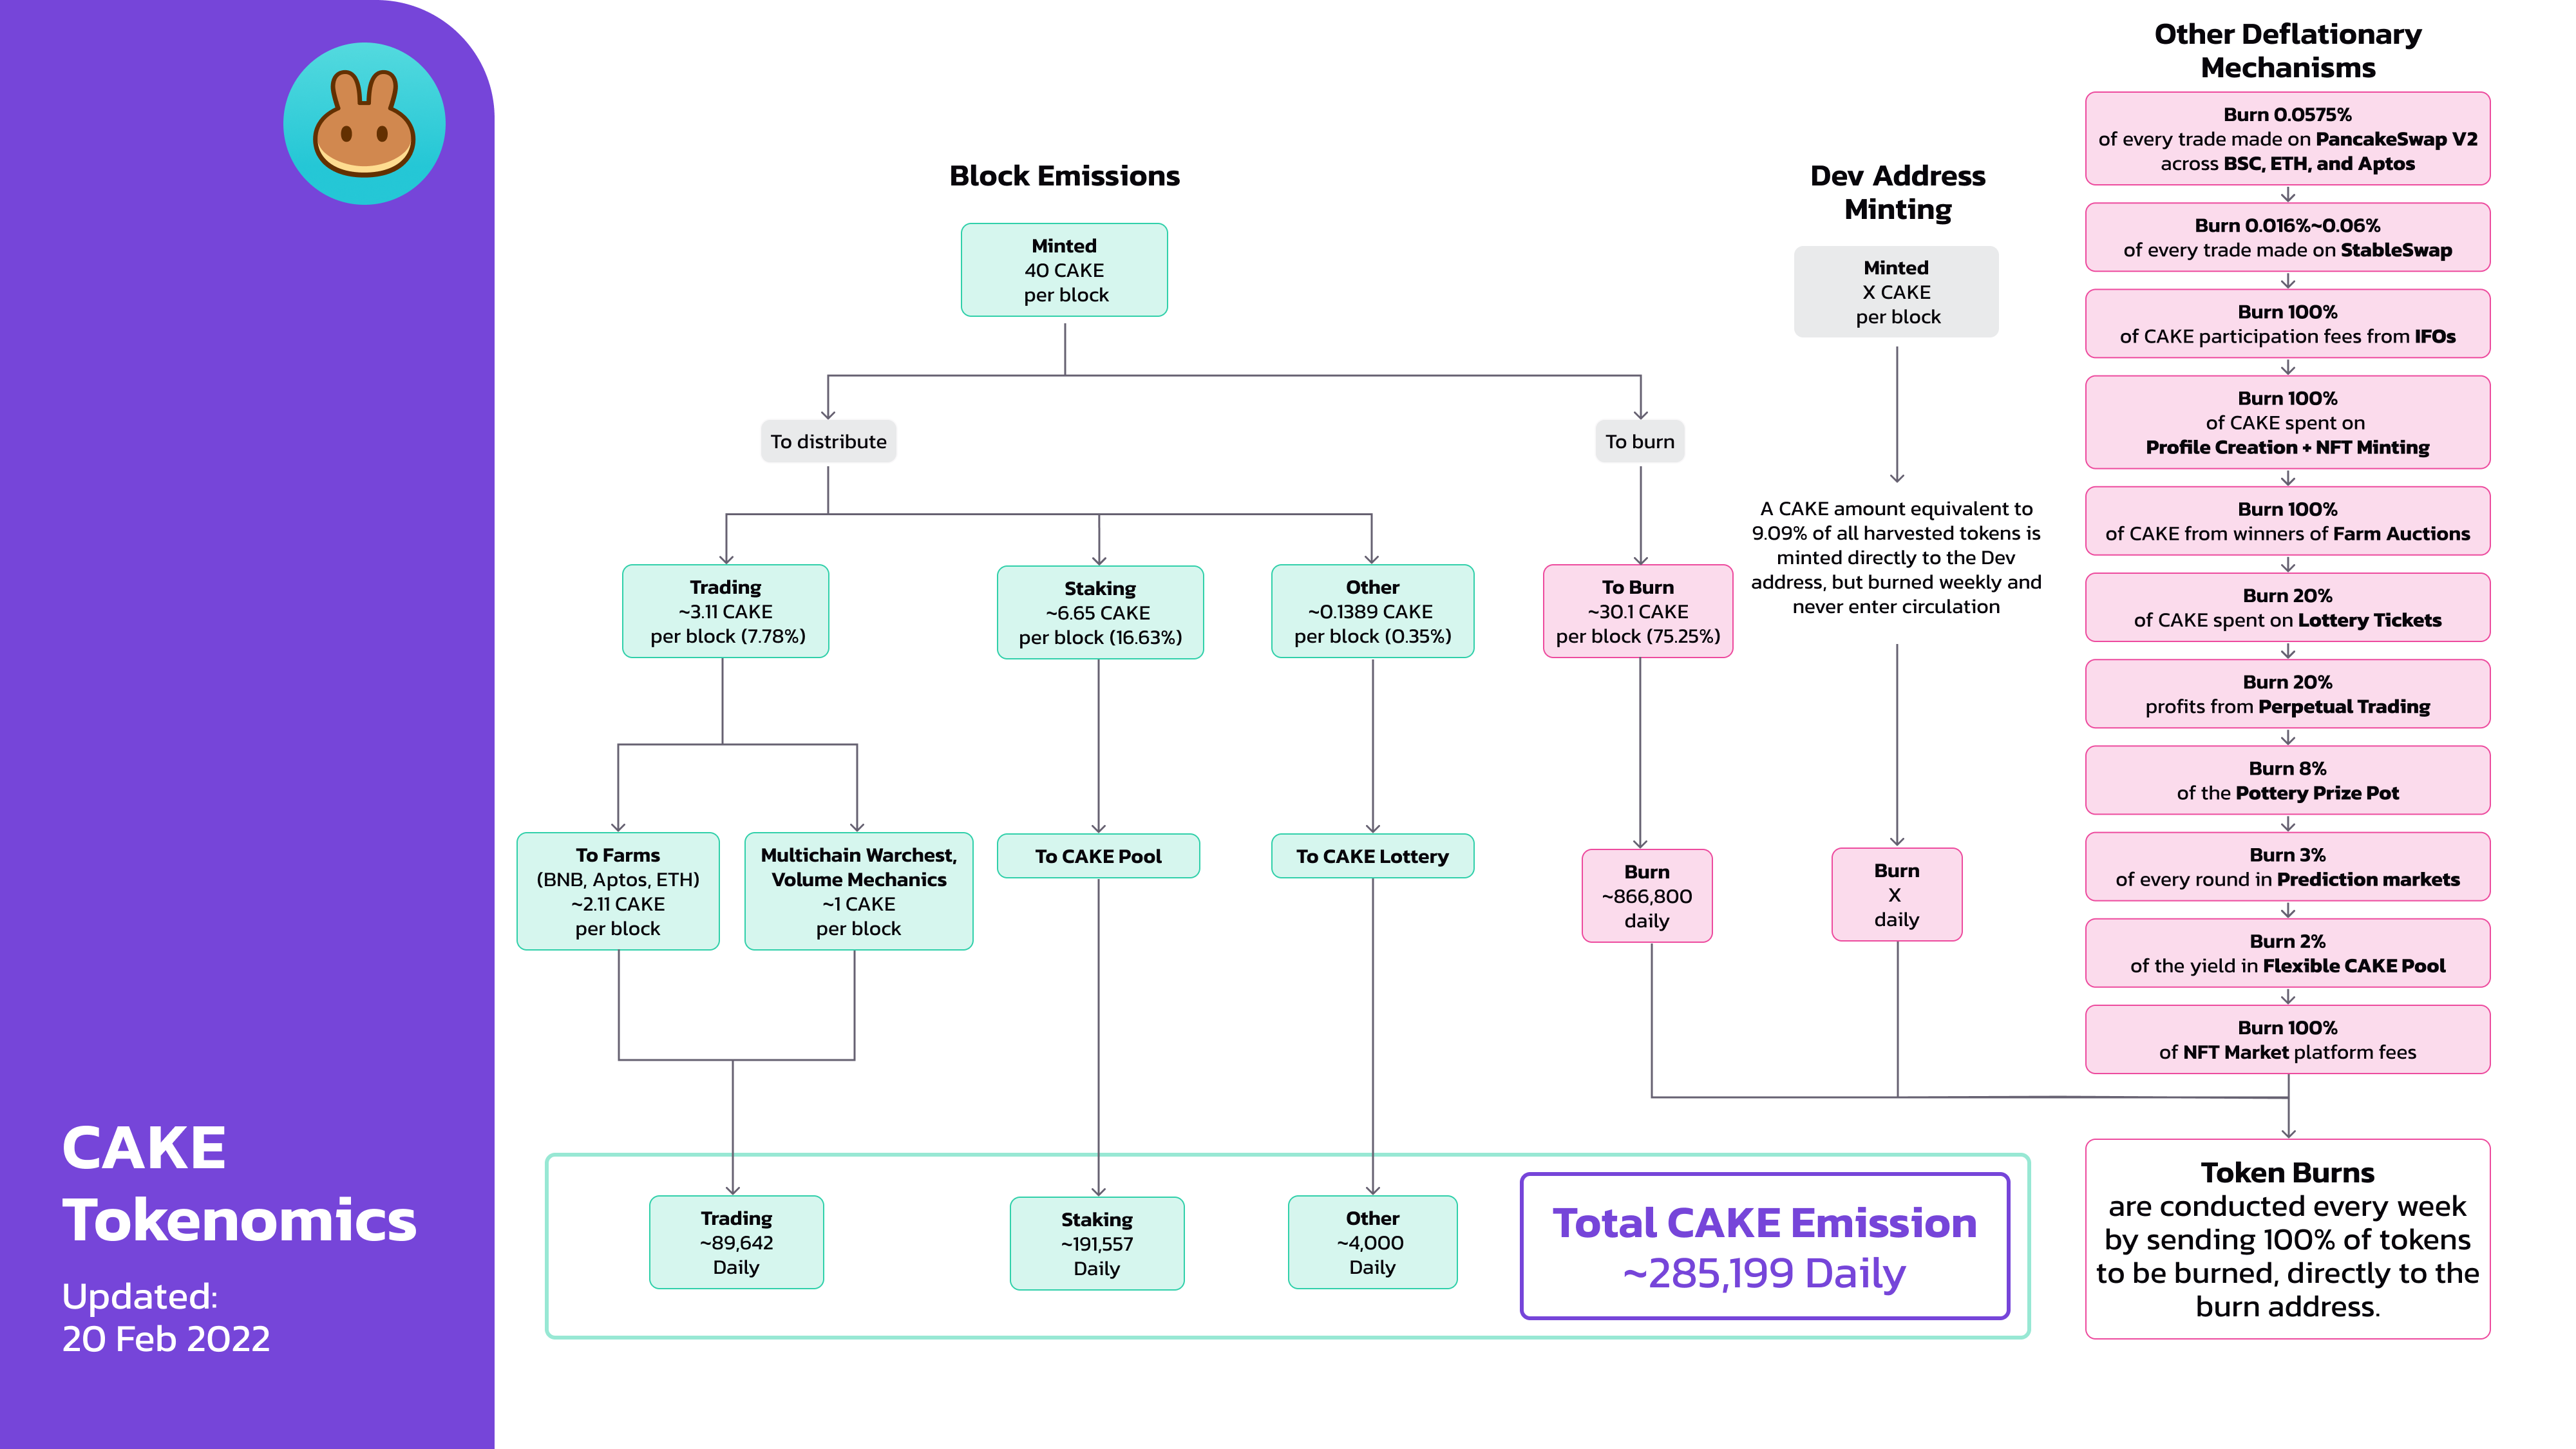 CAKE
Tokenomics
Updated:
20 Feb 2022
Block Emissions
Minted
40 CAKE
per block
To distribute
To burn
Trading
~3.11 CAKE
per block (7.78%)
Staking
~6.65 CAKE
per block (16.63%)
Other
~0.1389 CAKE
per block (0.35%)
To Burn
~30.1 CAKE
per block (75.25%)
To Farms
(BNB, Aptos, ETH)
~2.11 CAKE
per block
Multichain Warchest,
Volume Mechanics
~1 CAKE
per block
To CAKE Pool
To CAKE Lottery
Burn
~866,800
daily
Trading
~89,642
Daily
Staking
~191,557
Daily
Other
~4,000
Daily
Total CAKE Emission
~285,199 Daily
Dev Address
Minting
Minted
X CAKE
per block
A CAKE amount equivalent to
9.09% of all harvested tokens is
minted directly to the Dev
address, but burned weekly and
never enter circulation
Burn
X
daily
Other Deflationary
Mechanisms
Burn 0.0575%
of every trade made on PancakeSwap V2
across BSC, ETH, and Aptos
Burn 0.016%~0.06%
of every trade made on StableSwap
Burn 100%
of CAKE participation fees from IFOs
Burn 100%
of CAKE spent on
Profile Creation + NFT Minting
Burn 100%
of CAKE from winners of Farm Auctions
Burn 20%
of CAKE spent on Lottery Tickets
Burn 20%
profits from Perpetual Trading
Burn 8%
of the Pottery Prize Pot
Burn 3%
of every round in Prediction markets
Burn 2%
of the yield in Flexible CAKE Pool
Burn 100%
of NFT Market platform fees
Token Burns
are conducted every week
by sending 100% of tokens
to be burned, directly to the
burn address.